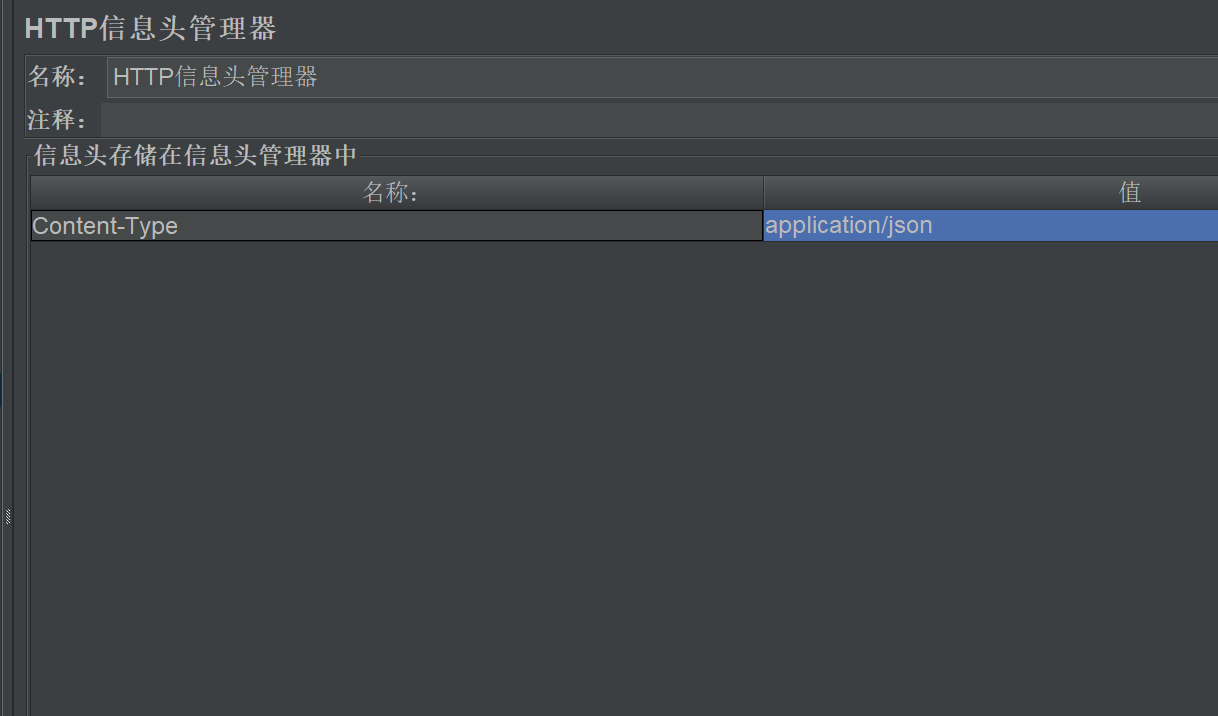 HTTP信息头管理器
名称： HTTP信息头管理器
注释：
信息头存储在信息头管理器中
名称： 值
Content-Type application/json